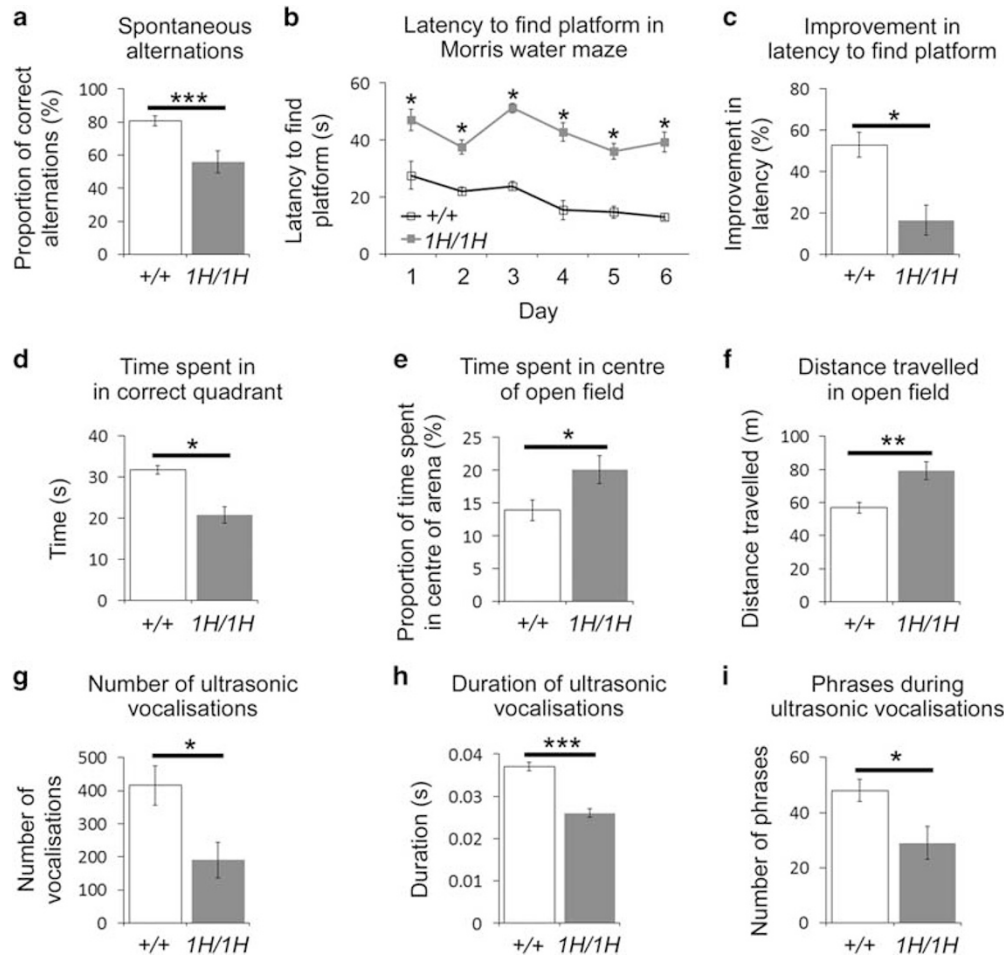 a
Spontaneous
alternations
Proportion of correct
alternations (%)
100
80
60
40
20
0
***
+/+
1H/1H
b
Latency to find platform in
Morris water maze
Latancy to find
platform (s)
60
40
20
0
* * * * * *
+/+
1H/1H
1 2 3 4 5 6
Day
c
Improvement in
latency to find platform
Improvement in
latency (%)
80
60
40
20
0
*
+/+
1H/1H
d
Time spent in
in correct quadrant
Time (s)
40
30
20
10
0
*
+/+
1H/1H
e
Time spent in centre
of open field
Proportion of time spent
in centre of arena (%)
25
20
15
10
5
0
*
+/+
1H/1H
f
Distance travelled
in open field
Distance travelled (m)
100
80
60
40
20
0
**
+/+
1H/1H
g
Number of ultrasonic
vocalisations
Number of
vocalisations
500
400
300
200
100
0
*
+/+
1H/1H
h
Duration of ultrasonic
vocalisations
Duration (s)
0.04
0.03
0.02
0.01
0
***
+/+
1H/1H
i
Phrases during
ultrasonic vocalisations
Number of phrases
60
40
20
0
*
+/+
1H/1H